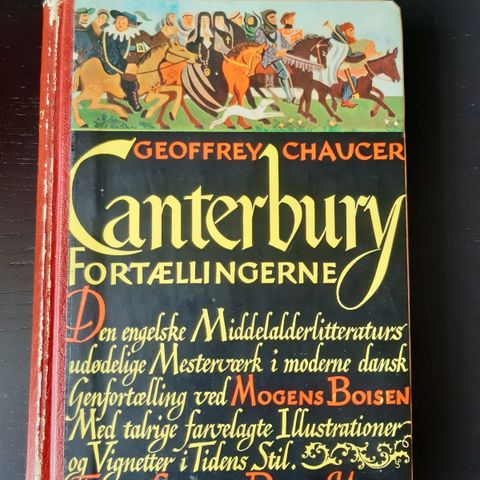 GEOFFREY CHAUCER
Canterbury
FORTÆLLINGERNE
Den engelske Middelalderlitteraturs
udødelige Mesterværk i moderne dansk
Genfortælling ved MOGENS BOISEN
Med talrige farvelagte Illustrationer
og Vignetter i Tidens Stil.